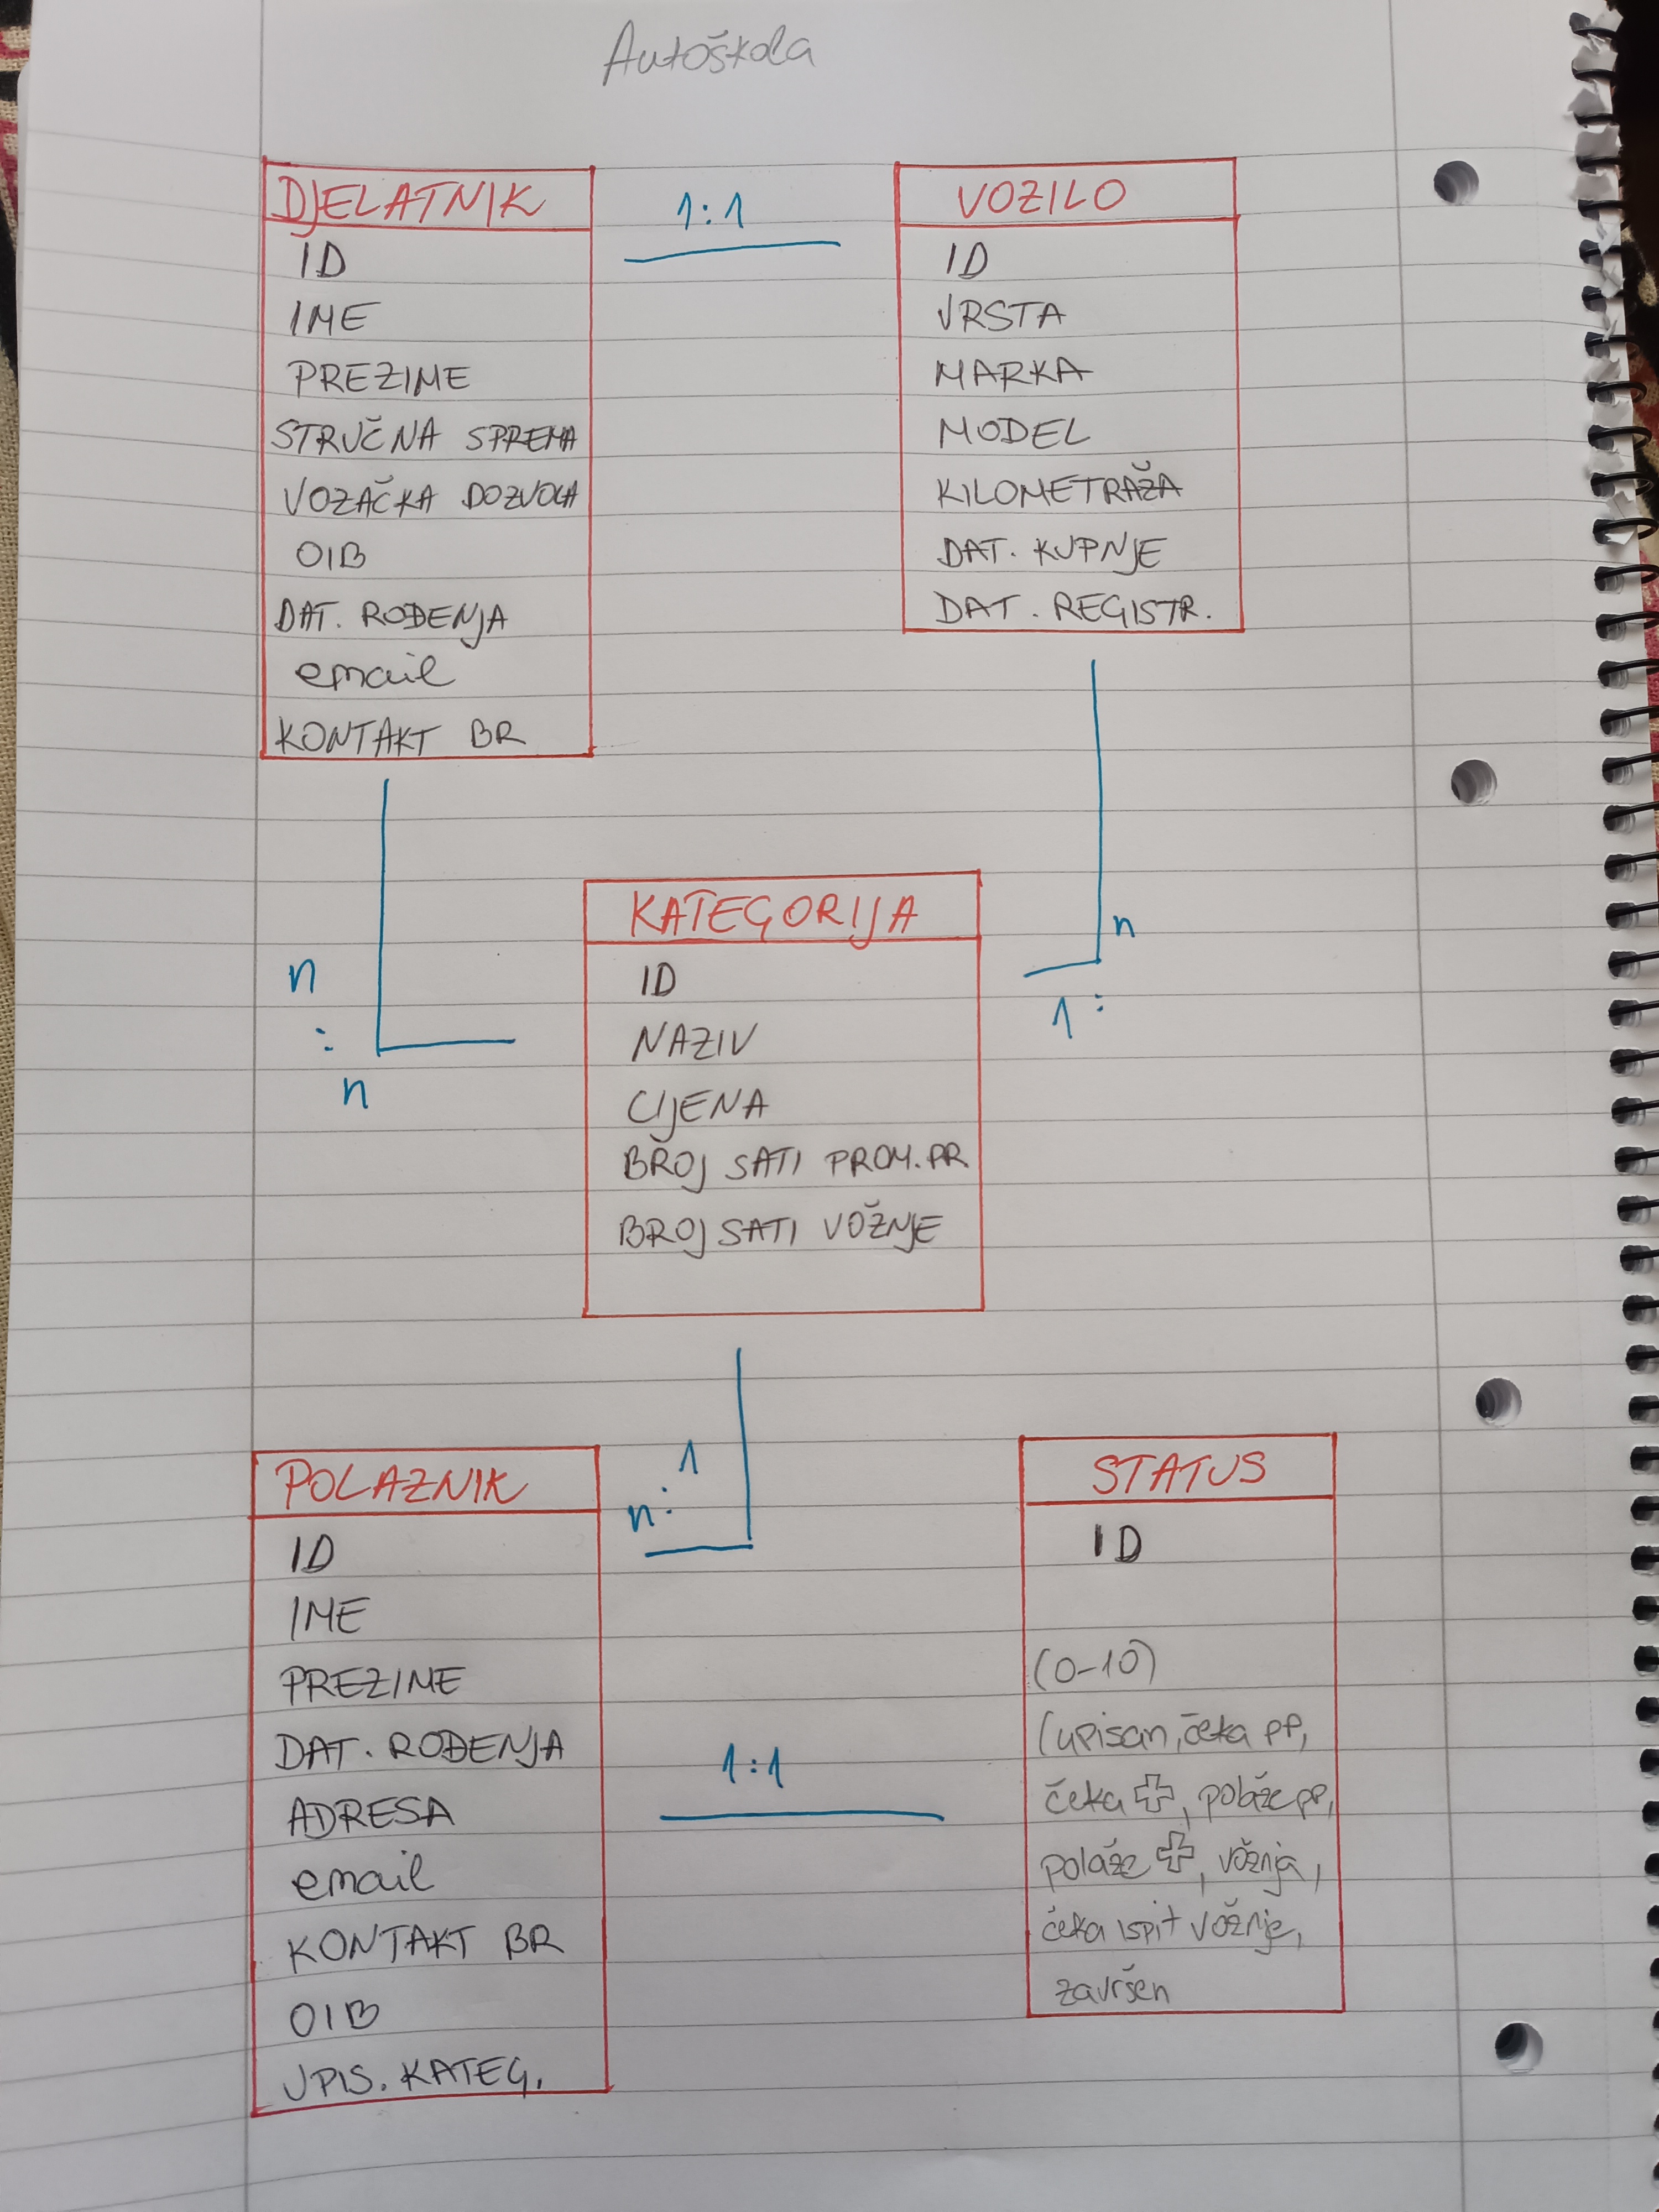 Autoškola
DJELATNIK
ID
IME
PREZIME
STRUČNA SPREMA
VOZAČKA DOZVOLA
OIB
DAT. ROĐENJA
email
KONTAKT BR
1:1
VOZILO
ID
VRSTA
MARKA
MODEL
KILOMETRAŽA
DAT. KUPNJE
DAT. REGISTR.
n
:
n
KATEGORIJA
ID
NAZIV
CIJENA
BROJ SATI PROM.PR
BROJ SATI VOŽNJE
n
1 :
1
n:
POLAZNIK
ID
IME
PREZIME
DAT. ROĐENJA
ADRESA
email
KONTAKT BR
OIB
UPIS. KATEG.
1:1
STATUS
ID
(0-10)
(upisan, čeka pp,
čeka ✚, polaže pp,
polaže ✚, vožnja,
čeka ispit vožnje,
završen